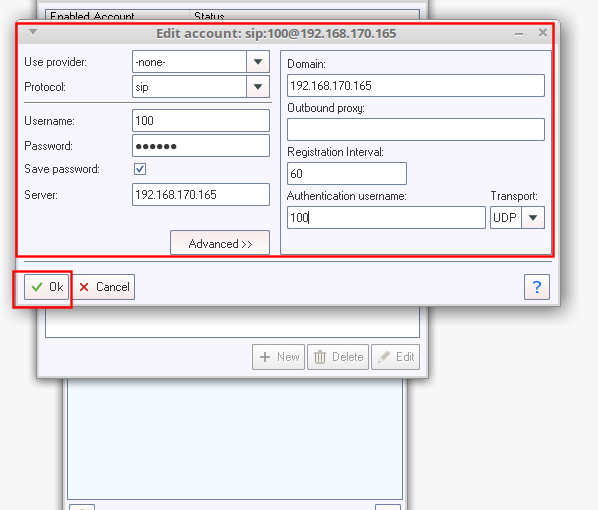 Enabled Account Status
Edit account: sip:100@192.168.170.165
Use provider: -none-
Protocol: sip
Username: 100
Password: ●●●●●●
Save password:
Server: 192.168.170.165
Advanced >>
Domain:
192.168.170.165
Outbound proxy:
Registration Interval:
60
Authentication username: Transport:
100 UDP
Ok Cancel ?
New Delete Edit